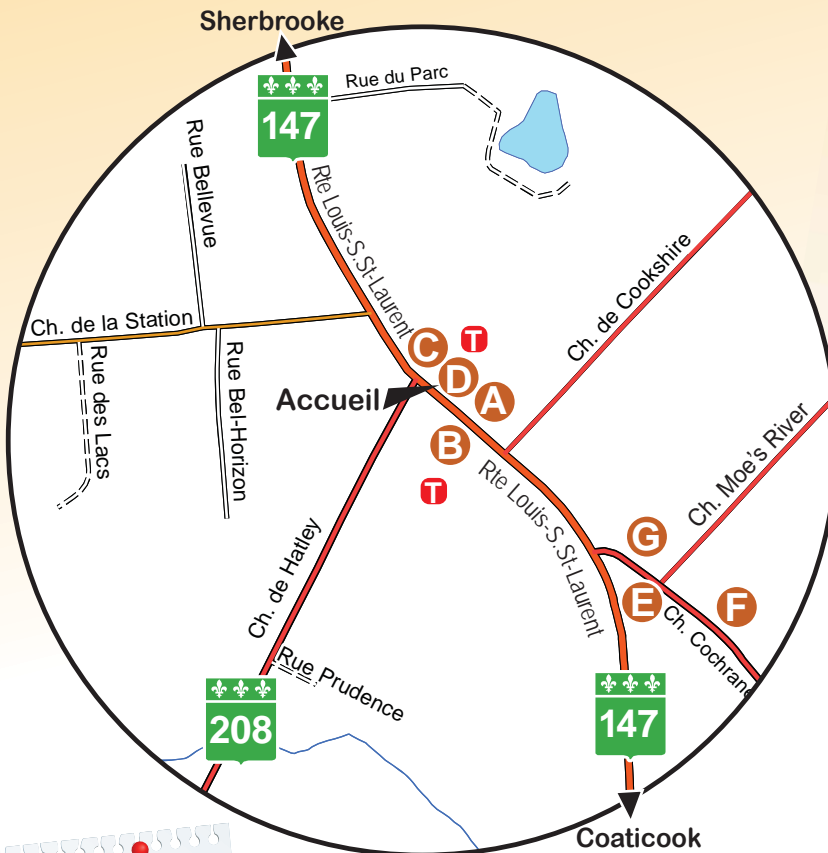 Sherbrooke
147
Rue du Parc
Rue Bellevue
Rte Louis-S.St-Laurent
Ch. de Cookshire
Ch. de la Station
C
T
D
A
Accueil
Rue des Lacs
Rue Bel-Horizon
B
T
Ch. Moe's River
Rte Louis-S.St-Laurent
G
Ch. de Hatley
E
F
Ch. Cochrane
Rue Prudence
208
147
Coaticook